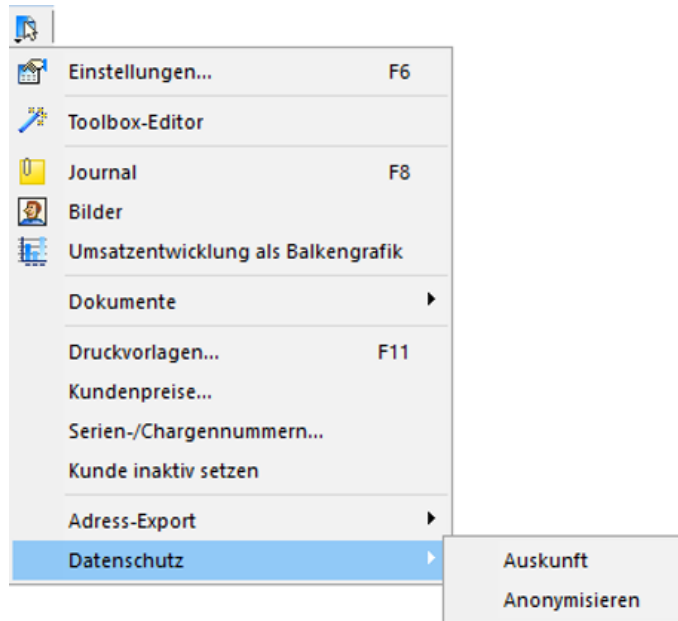 Einstellungen... F6
Toolbox-Editor
Journal F8
Bilder
Umsatzentwicklung als Balkengrafik
Dokumente
Druckvorlagen... F11
Kundenpreise...
Serien-/Chargennummern...
Kunde inaktiv setzen
Adress-Export
Datenschutz
Auskunft
Anonymisieren